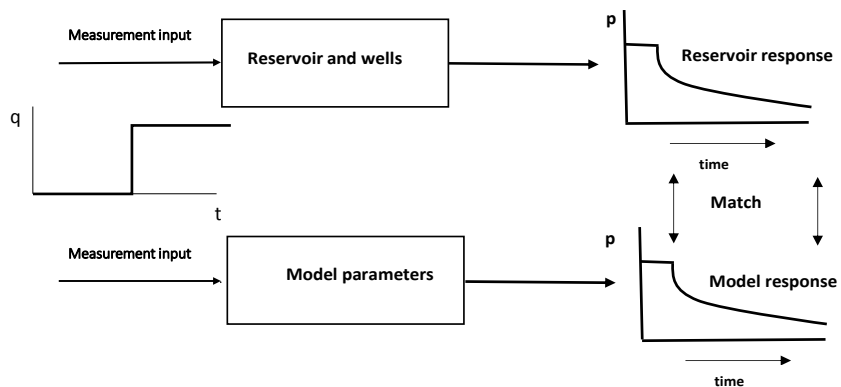 Measurement input
Reservoir and wells
p
Reservoir response
time
q
t
Match
Measurement input
Model parameters
p
Model response
time